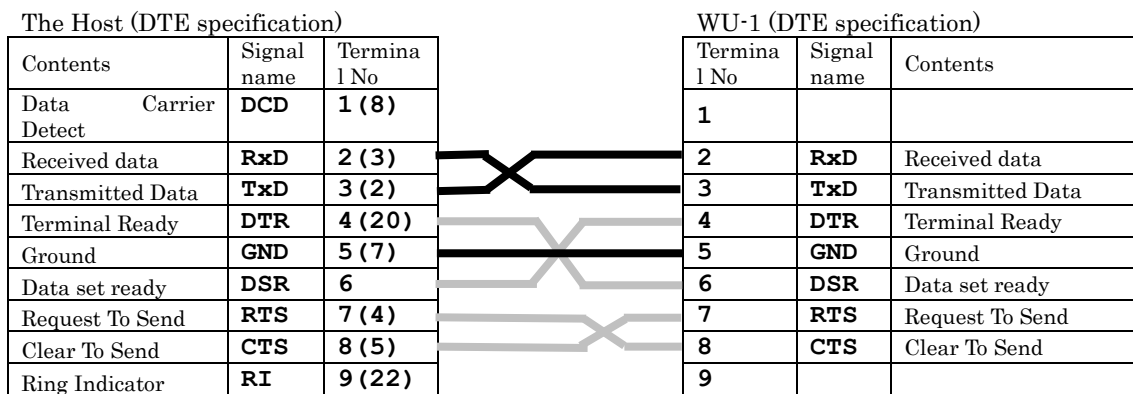 The Host (DTE specification) WU-1 (DTE specification)
Contents Signal name Terminal No Terminal No Signal name Contents
Data Carrier Detect DCD 1(8) 1
Received data RxD 2(3) 2 RxD Received data
Transmitted Data TxD 3(2) 3 TxD Transmitted Data
Terminal Ready DTR 4(20) 4 DTR Terminal Ready
Ground GND 5(7) 5 GND Ground
Data set ready DSR 6 6 DSR Data set ready
Request To Send RTS 7(4) 7 RTS Request To Send
Clear To Send CTS 8(5) 8 CTS Clear To Send
Ring Indicator RI 9(22) 9